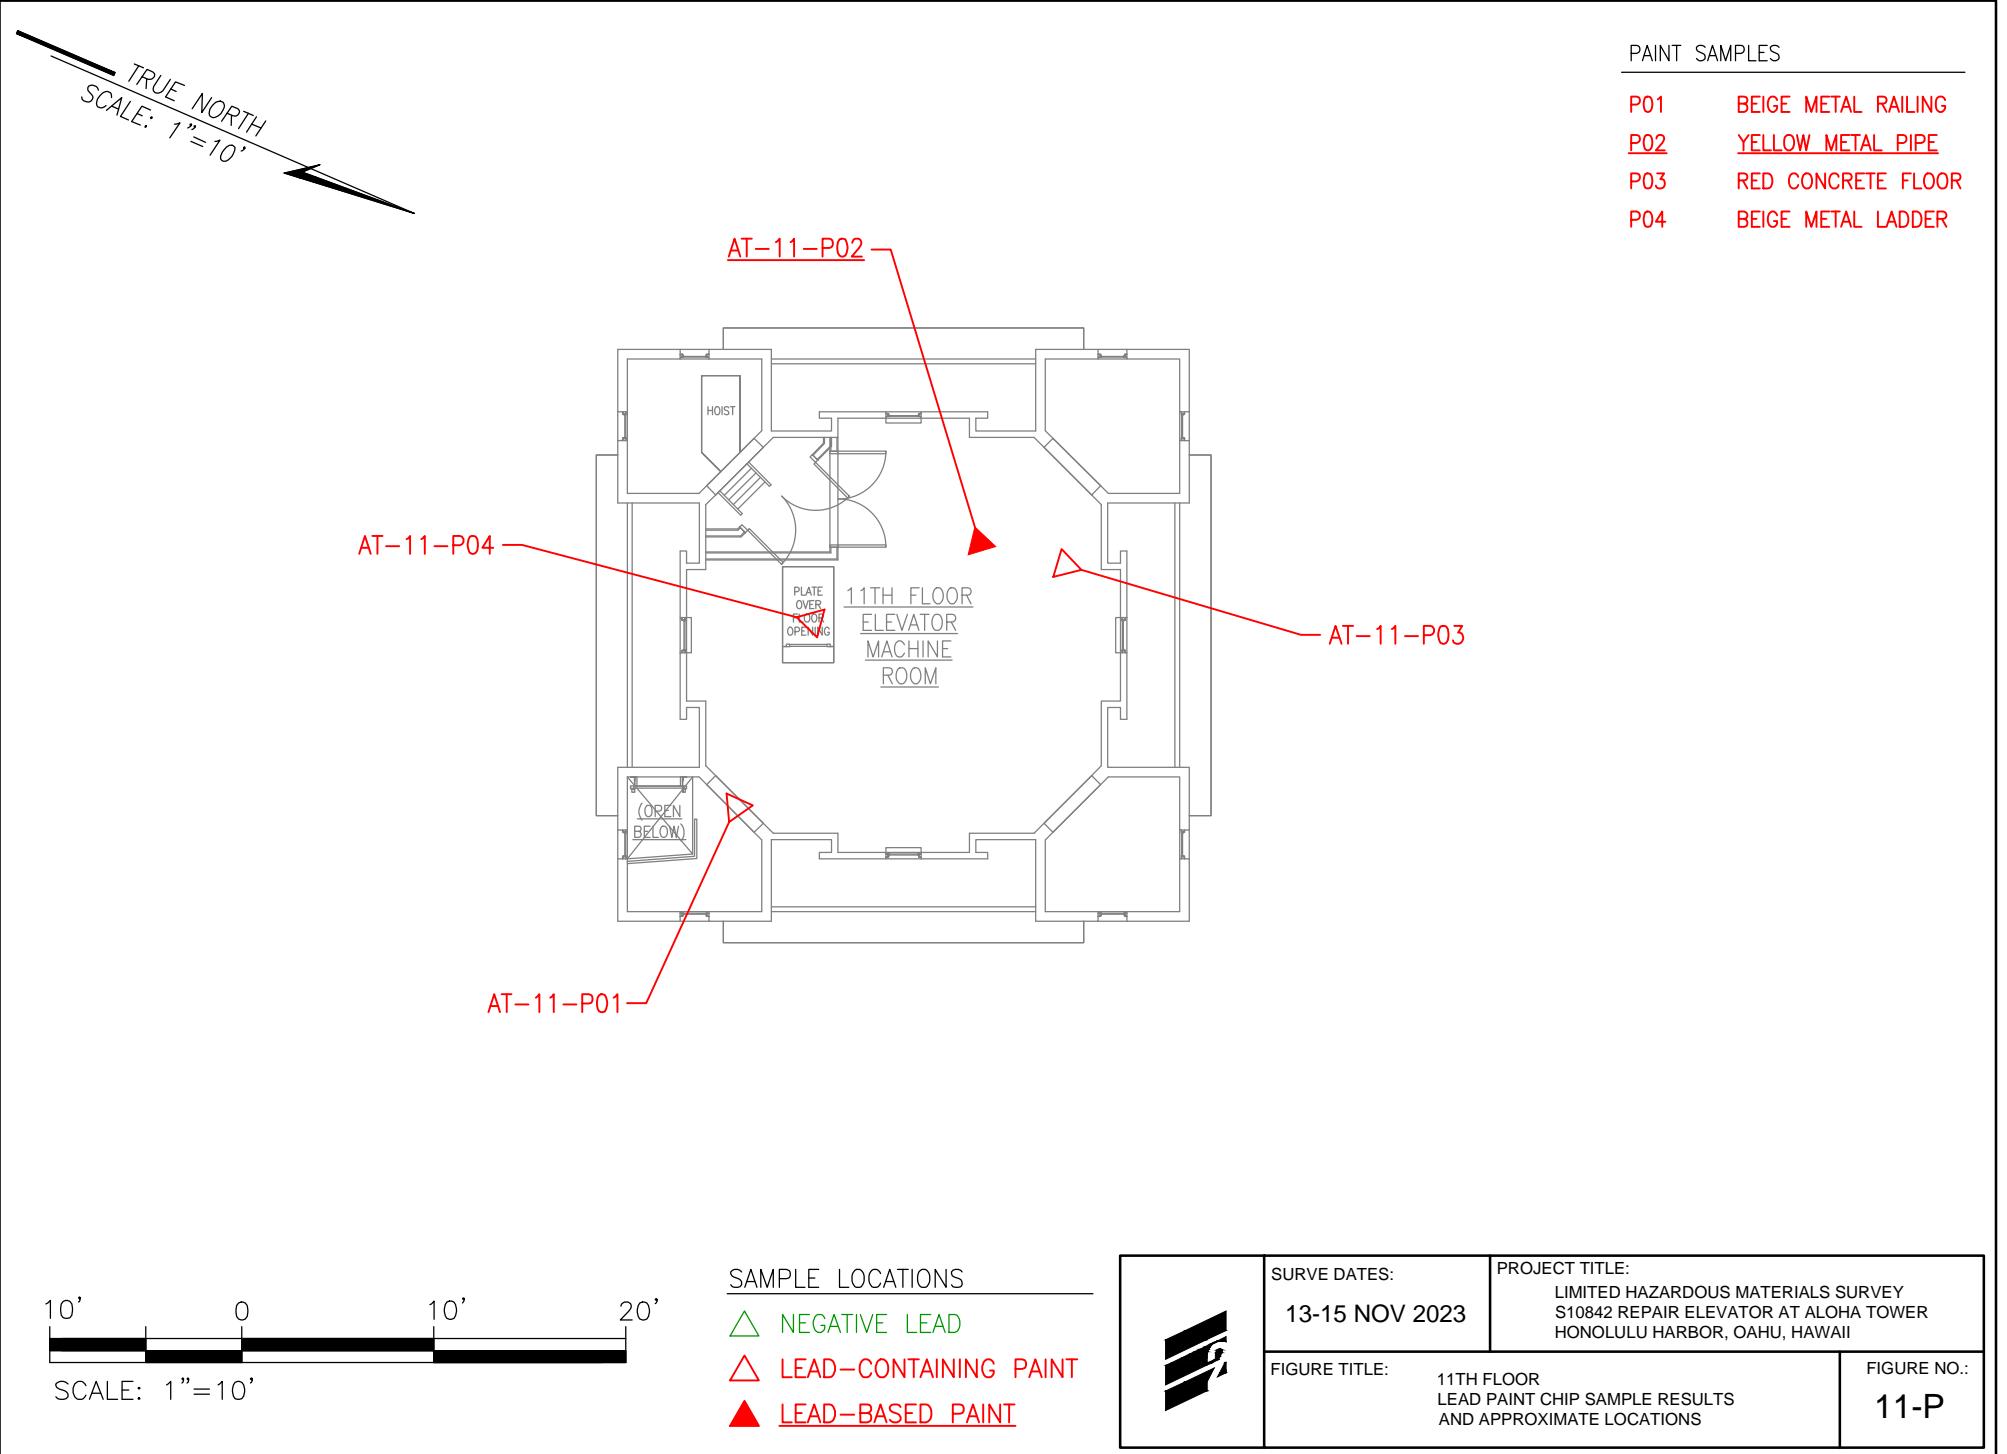 TRUE NORTH
SCALE: 1"=10'
PAINT SAMPLES
P01 BEIGE METAL RAILING
P02 YELLOW METAL PIPE
P03 RED CONCRETE FLOOR
P04 BEIGE METAL LADDER
AT-11-P02
HOIST
AT-11-P04
PLATE
OVER
FLOOR
OPENING
11TH FLOOR
ELEVATOR
MACHINE
ROOM
AT-11-P03
(OPEN
BELOW)
AT-11-P01
10' 0 10' 20'
SCALE: 1"=10'
SAMPLE LOCATIONS
NEGATIVE LEAD
LEAD-CONTAINING PAINT
LEAD-BASED PAINT
SURVE DATES:
13-15 NOV 2023
PROJECT TITLE:
LIMITED HAZARDOUS MATERIALS SURVEY
S10842 REPAIR ELEVATOR AT ALOHA TOWER
HONOLULU HARBOR, OAHU, HAWAII
FIGURE TITLE:
11TH FLOOR
LEAD PAINT CHIP SAMPLE RESULTS
AND APPROXIMATE LOCATIONS
FIGURE NO.:
11-P